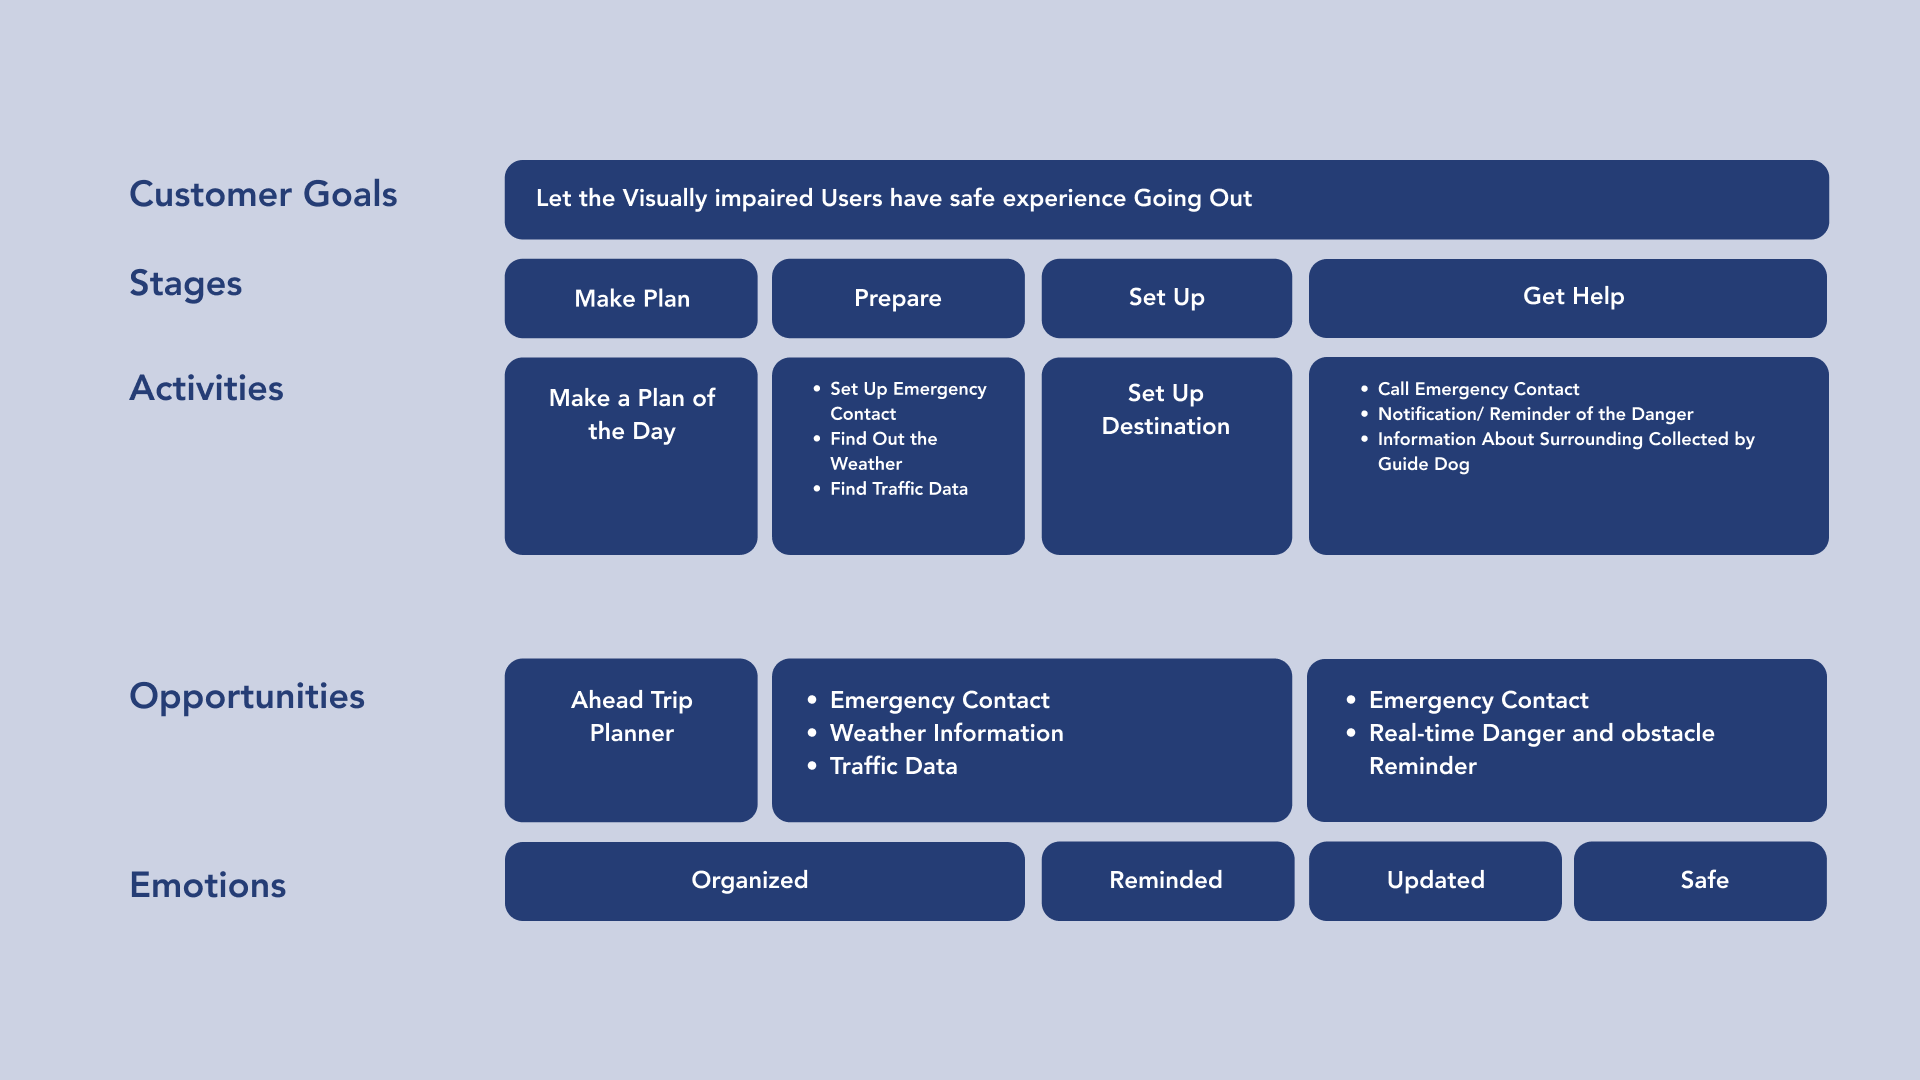 Customer Goals
Let the Visually impaired Users have safe experience Going Out
Stages
Make Plan
Prepare
Set Up
Get Help
Activities
Make a Plan of
the Day
• Set Up Emergency
Contact
• Find Out the
Weather
• Find Traffic Data
Set Up
Destination
• Call Emergency Contact
• Notification/ Reminder of the Danger
• Information About Surrounding Collected by
Guide Dog
Opportunities
Ahead Trip
Planner
• Emergency Contact
• Weather Information
• Traffic Data
• Emergency Contact
• Real-time Danger and obstacle
Reminder
Emotions
Organized
Reminded
Updated
Safe